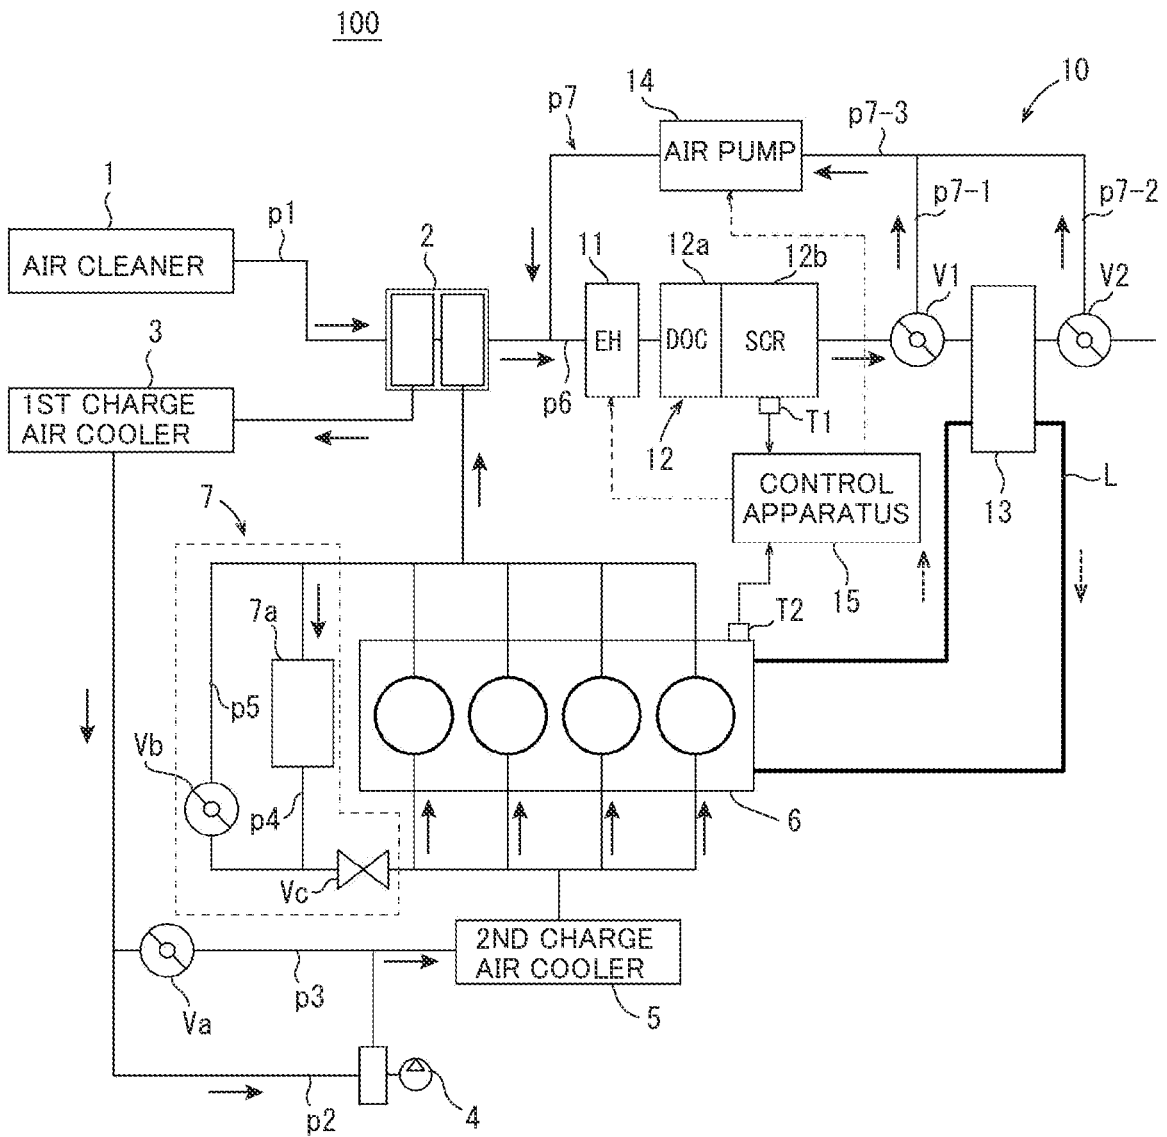 100
10
14
p7
p7-3
AIR PUMP
1
p7-1
p7-2
p1
2
11
12a
12b
V1
V2
AIR CLEANER
3
EH
DOC
SCR
p6
1ST CHARGE
AIR COOLER
T1
12
L
CONTROL
APPARATUS
13
7
15
7a
T2
p5
Vb
p4
6
Vc
2ND CHARGE
AIR COOLER
p3
Va
5
p2
4